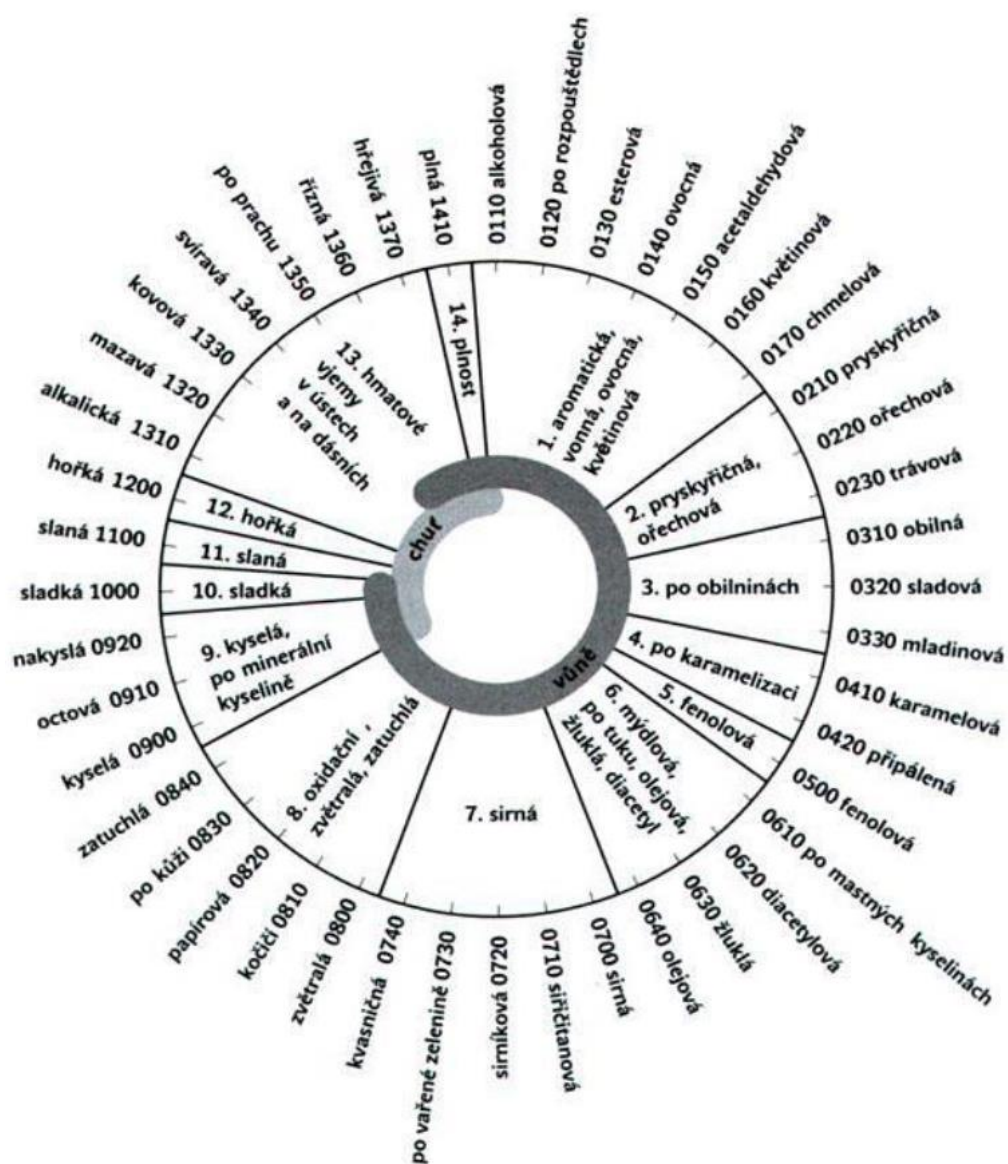 0110 alkoholová
0120 po rozpouštědlech
0130 esterová
0140 ovocná
0150 acetaldehydová
0160 květinová
0170 chmelová
0210 pryskyřičná
0220 ořechová
0230 trávová
0310 obilná
0320 sladová
0330 mladinová
0410 karamelová
0420 připálená
0500 fenolová
0610 po mastných kyselinách
0620 diacetylová
0630 žluklá
0640 olejová
0700 sirná
0710 siřičitanová
sirníková 0720
po vařené zelenině 0730
kvasničná 0740
zvětralá 0800
kočičí 0810
papírová 0820
po kůži 0830
zatuchlá 0840
kyselá 0900
octová 0910
nakyslá 0920
sladká 1000
slaná 1100
hořká 1200
alkalická 1310
mazavá 1320
kovová 1330
svíravá 1340
po prachu 1350
řízná 1360
hřejivá 1370
plná 1410
1. aromatická,
vonná, ovocná,
květinová
2. pryskyřičná,
ořechová
3. po obilninách
4. po karamelizaci
5. fenolová
6. mýdlová,
po tuku, olejová,
žluklá, diacetyl
7. sirná
8. oxidační ,
zvětralá, zatuchlá
9. kyselá,
po minerální
kyselině
10. sladká
11. slaná
12. hořká
13. hmatové
vjemy
v ústech
a na dásních
14. plnost
chuť
vůně